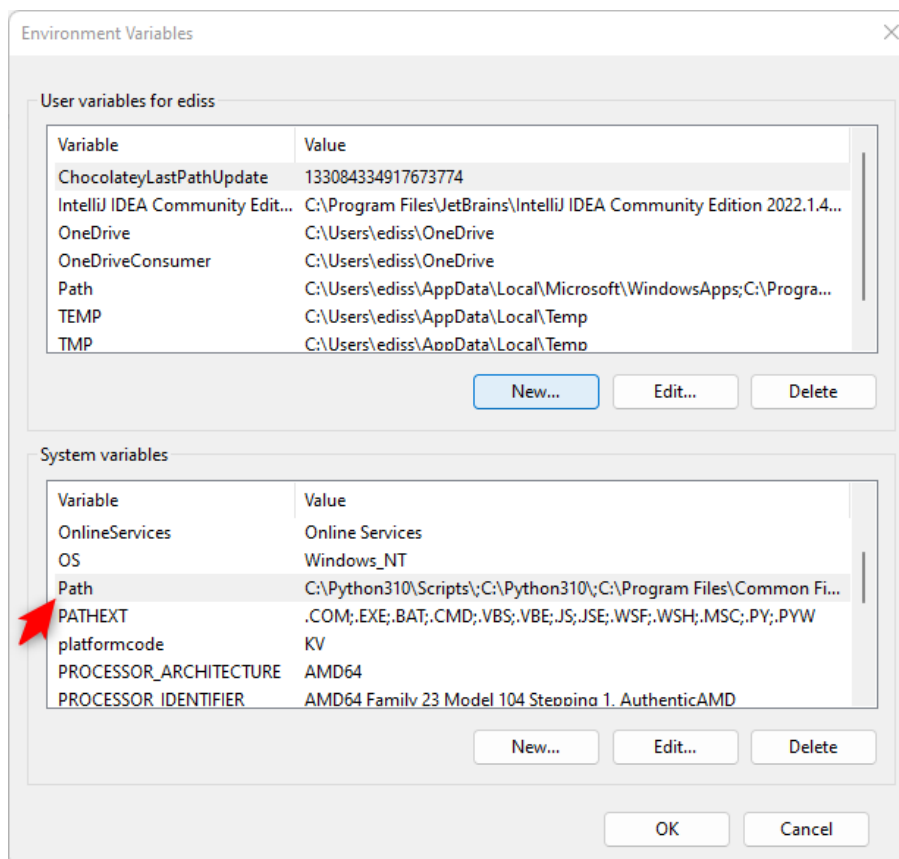 Environment Variables
User variables for ediss
Variable Value
ChocolateyLastPathUpdate 133084334917673774
IntelliJ IDEA Community Edit... C:\Program Files\JetBrains\IntelliJ IDEA Community Edition 2022.1.4...
OneDrive C:\Users\ediss\OneDrive
OneDriveConsumer C:\Users\ediss\OneDrive
Path C:\Users\ediss\AppData\Local\Microsoft\WindowsApps;C:\Progra...
TEMP C:\Users\ediss\AppData\Local\Temp
TMP C:\Users\ediss\AppData\Local\Temp
New... Edit... Delete
System variables
Variable Value
OnlineServices Online Services
OS Windows_NT
Path C:\Python310\Scripts\;C:\Python310\;C:\Program Files\Common Fi...
PATHEXT .COM;.EXE;.BAT;.CMD;.VBS;.VBE;.JS;.JSE;.WSF;.WSH;.MSC;.PY;.PYW
platformcode KV
PROCESSOR_ARCHITECTURE AMD64
PROCESSOR_IDENTIFIER AMD64 Family 23 Model 104 Stepping 1, AuthenticAMD
New... Edit... Delete
OK Cancel